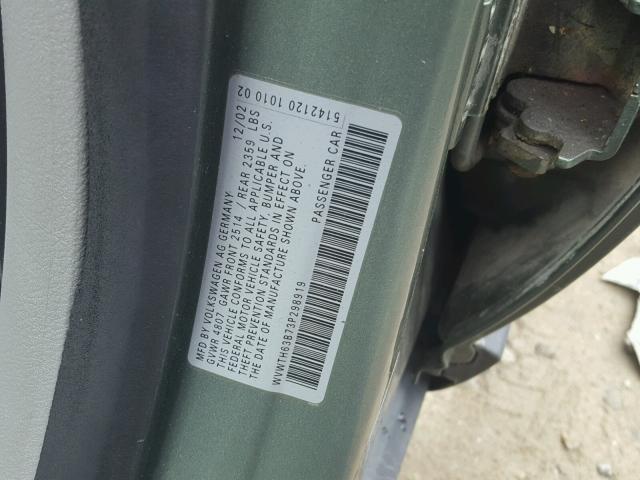 MFD BY VOLKSWAGEN AG GERMANY 12/02
GVWR 4807 GAWR FRONT 2514 / REAR 2359 LBS
THIS VEHICLE CONFORMS TO ALL APPLICABLE U.S.
FEDERAL MOTOR VEHICLE SAFETY, BUMPER AND
THEFT PREVENTION STANDARDS IN EFFECT ON
THE DATE OF MANUFACTURE SHOWN ABOVE.
WVWTH63B73P298919 PASSENGER CAR
5142120 1010 02